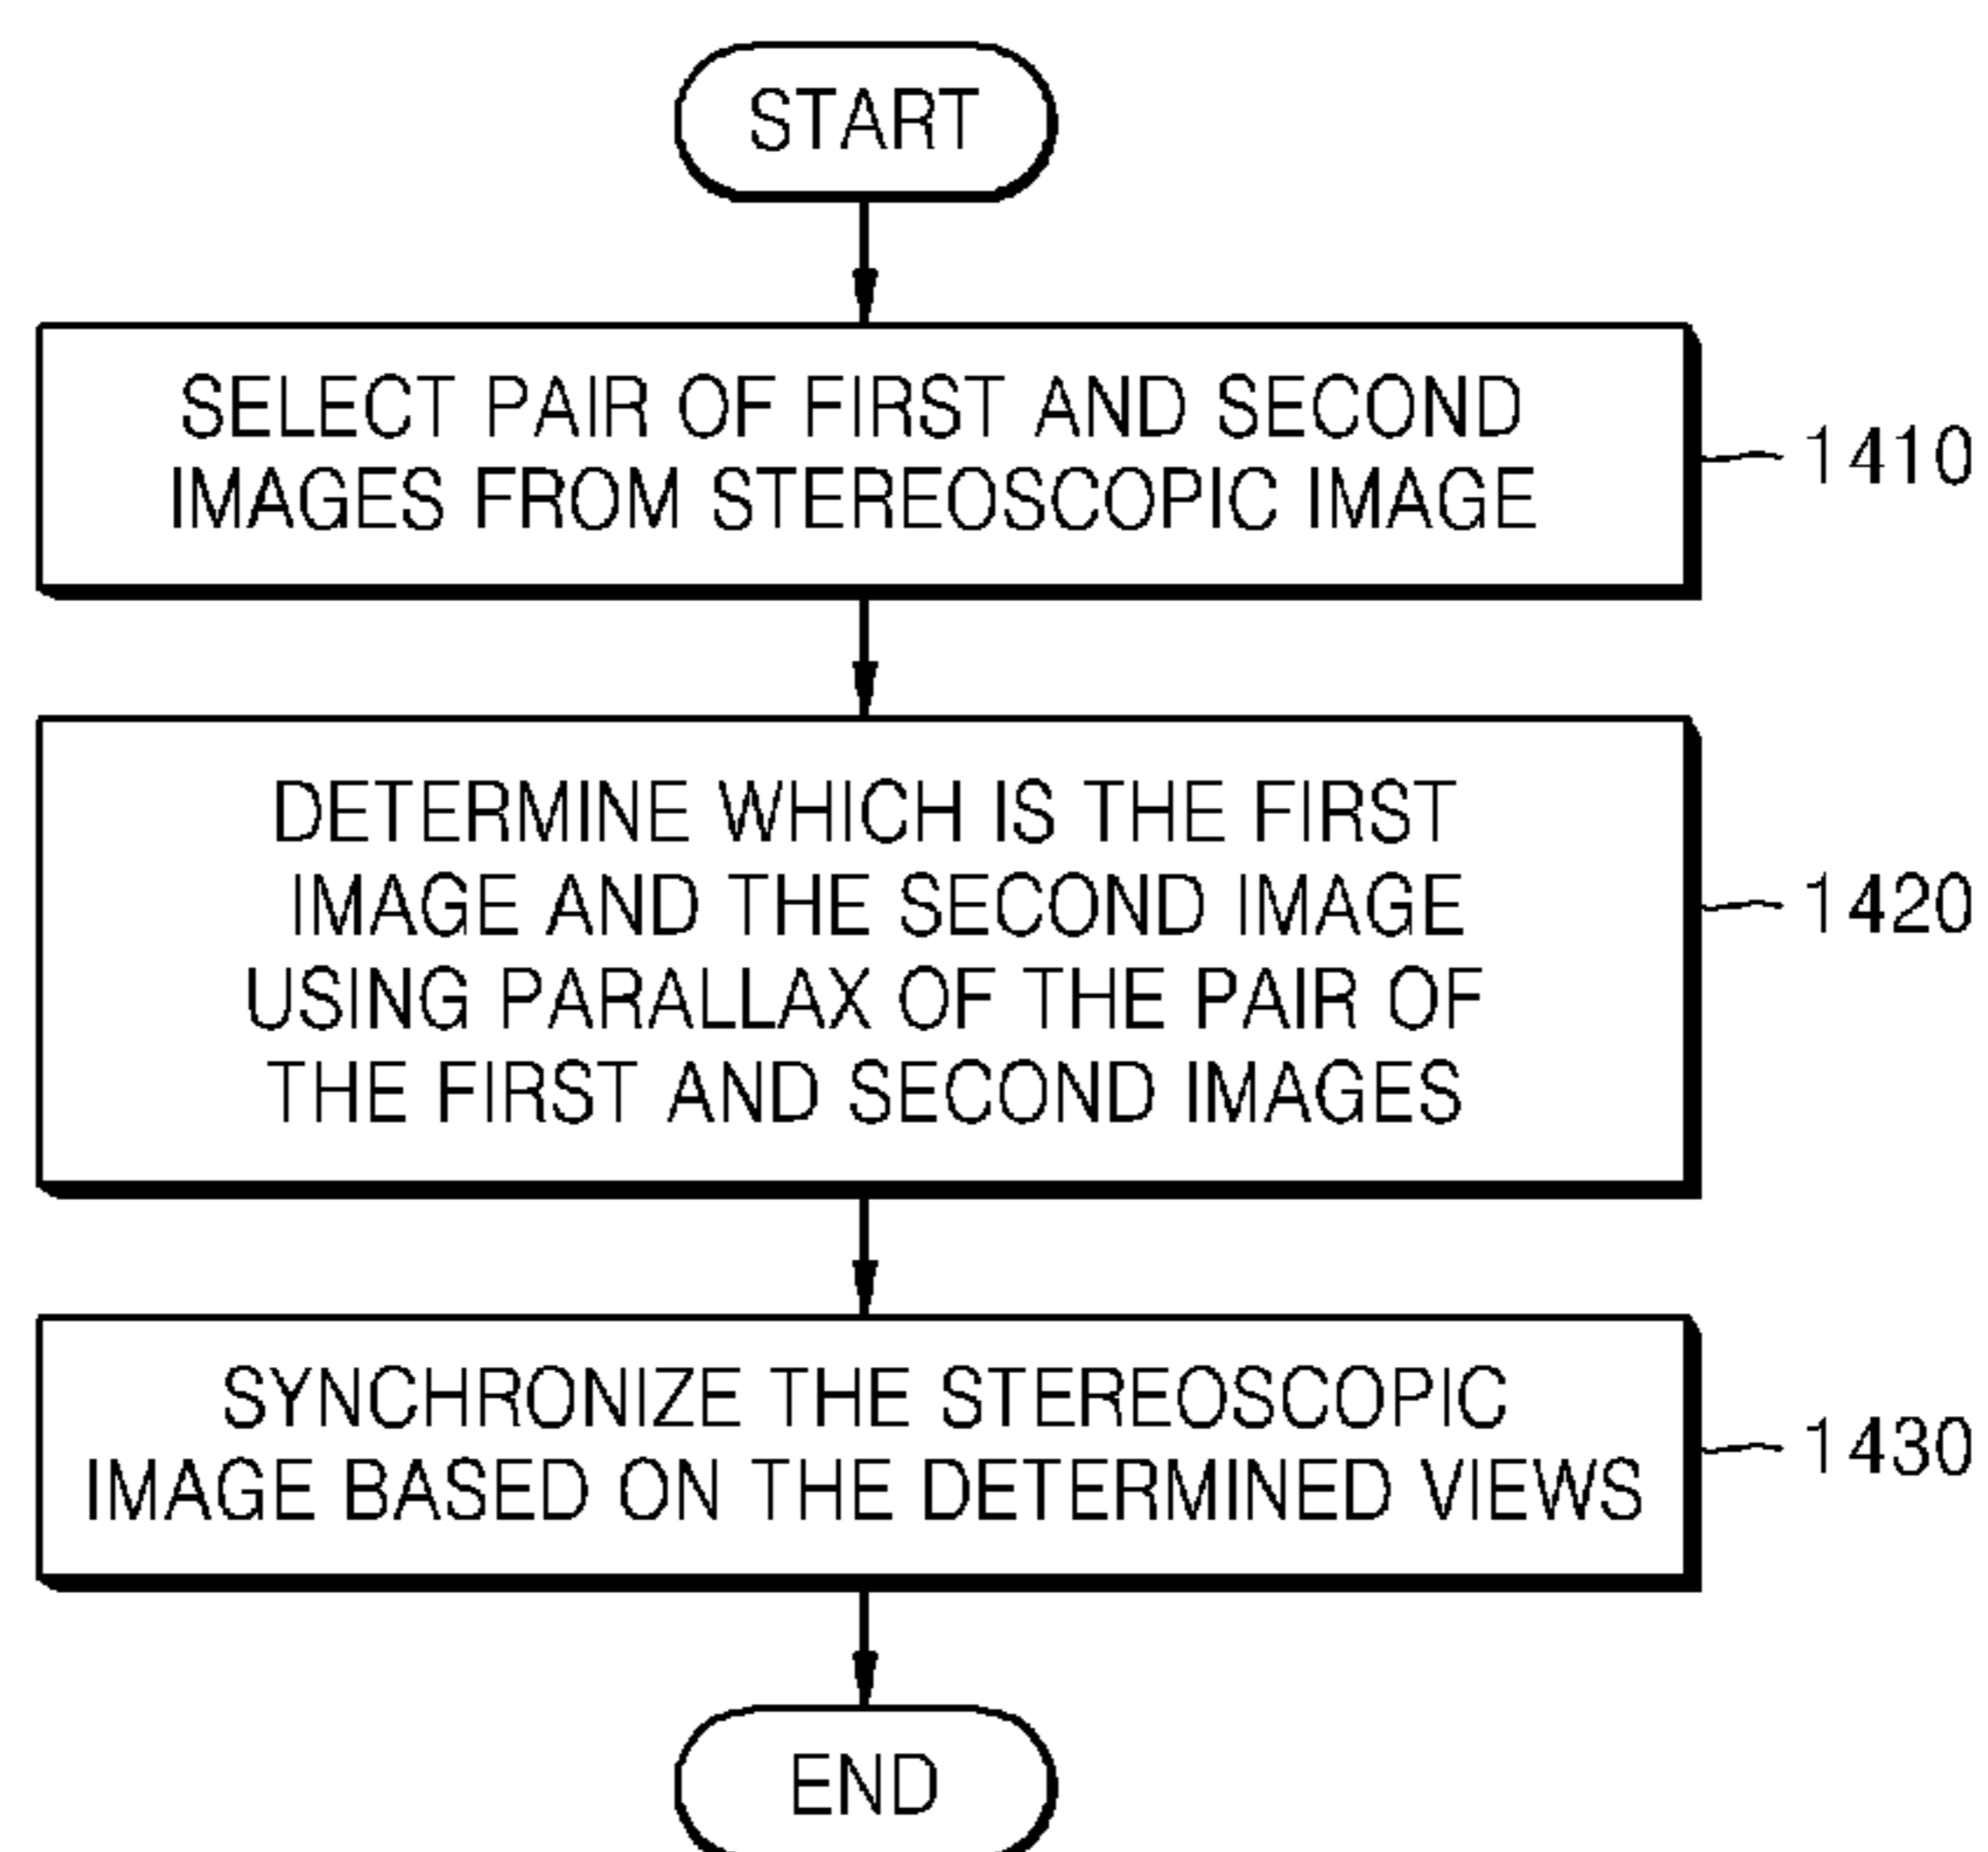 START
SELECT PAIR OF FIRST AND SECOND
IMAGES FROM STEREOSCOPIC IMAGE
1410
DETERMINE WHICH IS THE FIRST
IMAGE AND THE SECOND IMAGE
USING PARALLAX OF THE PAIR OF
THE FIRST AND SECOND IMAGES
1420
SYNCHRONIZE THE STEREOSCOPIC
IMAGE BASED ON THE DETERMINED VIEWS
1430
END